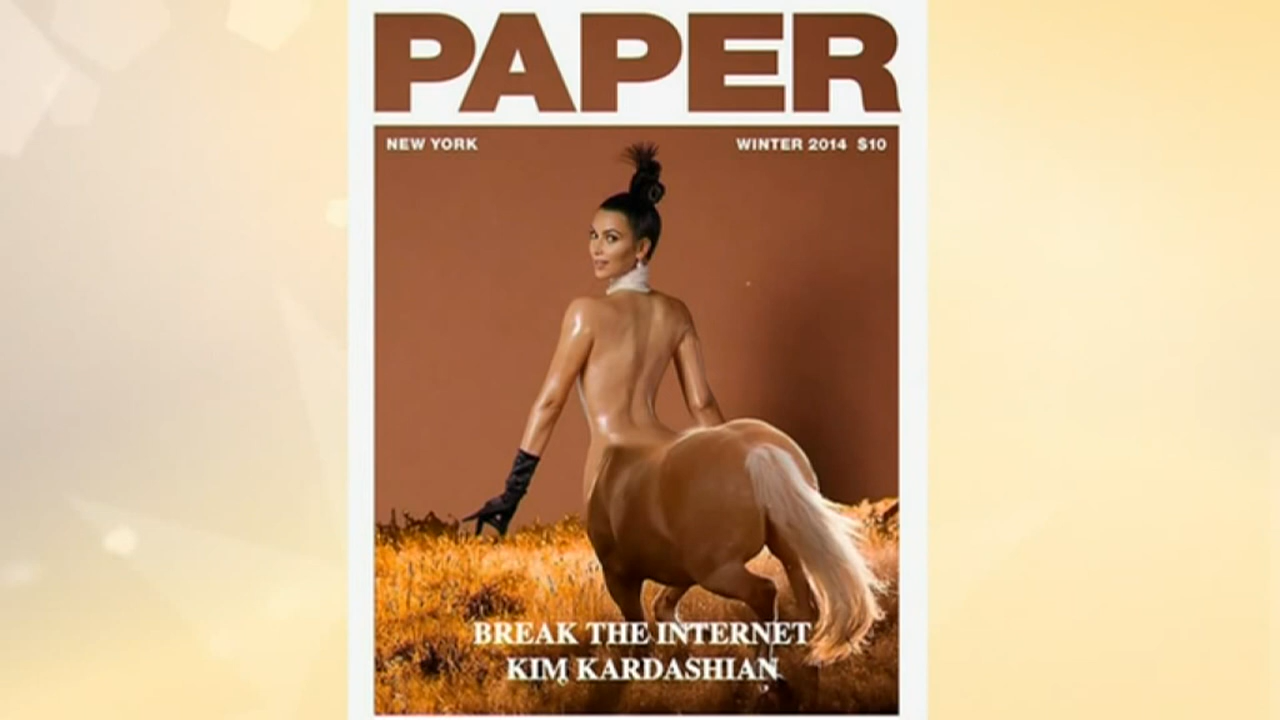 PAPER
NEW YORK
WINTER 2014 $10
BREAK THE INTERNET
KIM KARDASHIAN